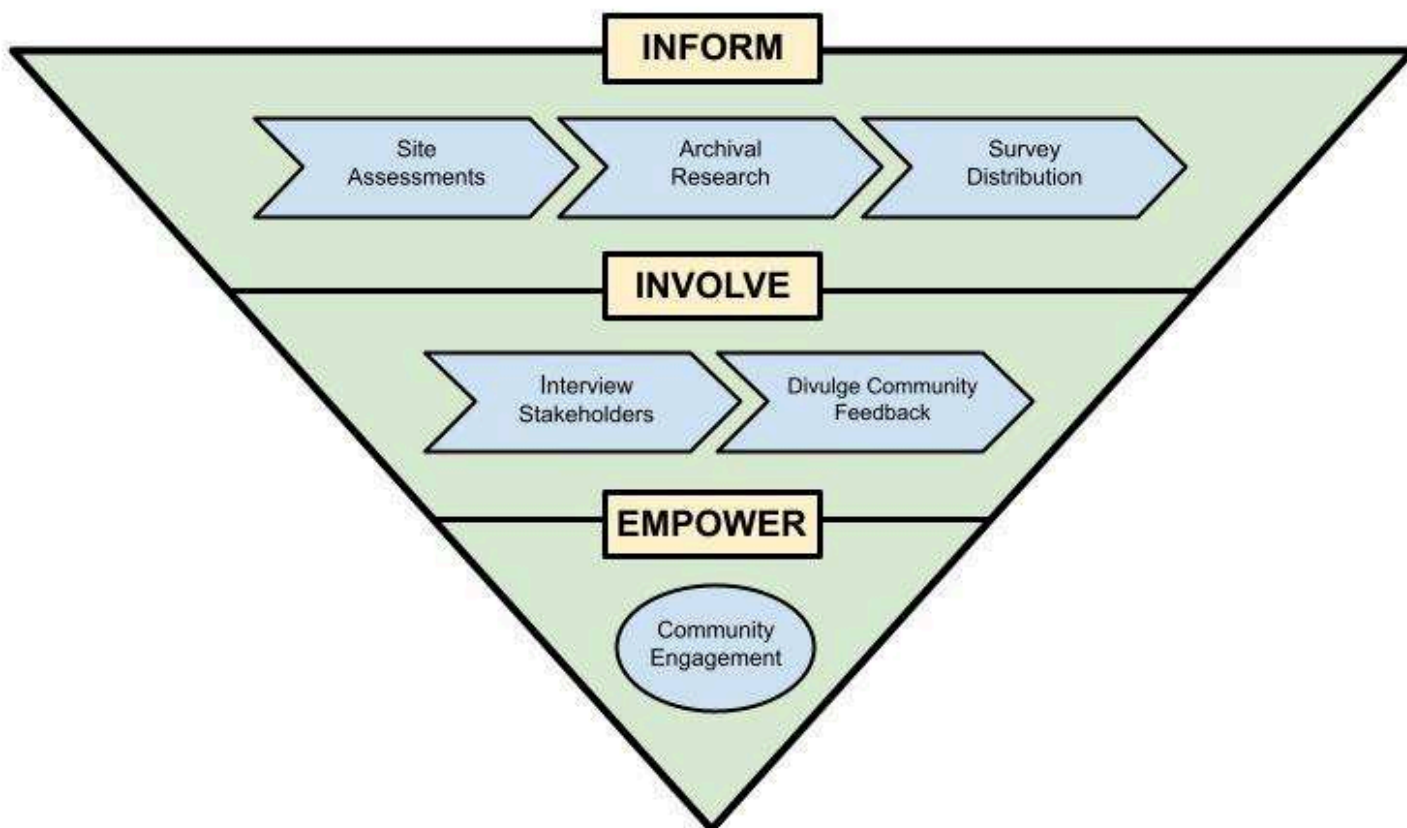 INFORM
Site
Assessments
Archival
Research
Survey
Distribution
INVOLVE
Interview
Stakeholders
Divulge Community
Feedback
EMPOWER
Community
Engagement